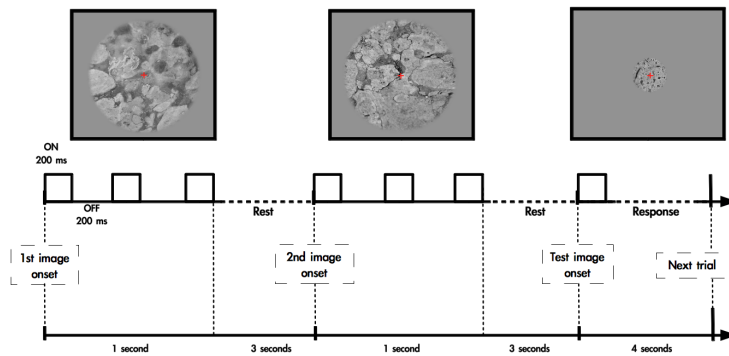 ON
200 ms
OFF
200 ms
Rest
Rest
Response
1st image
onset
2nd image
onset
Test image
onset
Next trial
1 second
3 seconds
1 second
3 seconds
4 seconds